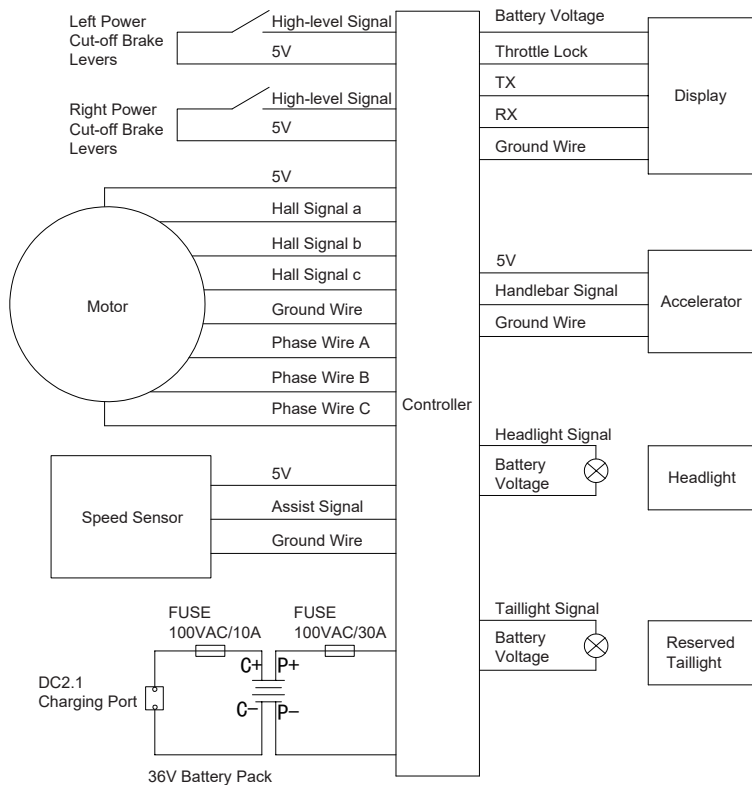 Left Power
Cut-off Brake
Levers
High-level Signal
5V
Right Power
Cut-off Brake
Levers
High-level Signal
5V
Motor
5V
Hall Signal a
Hall Signal b
Hall Signal c
Ground Wire
Phase Wire A
Phase Wire B
Phase Wire C
Speed Sensor
5V
Assist Signal
Ground Wire
FUSE
100VAC/10A
FUSE
100VAC/30A
C+ P+
C− P−
DC2.1
Charging Port
36V Battery Pack
Controller
Battery Voltage
Throttle Lock
TX
RX
Ground Wire
Display
5V
Handlebar Signal
Ground Wire
Accelerator
Headlight Signal
Battery
Voltage
Headlight
Taillight Signal
Battery
Voltage
Reserved
Taillight